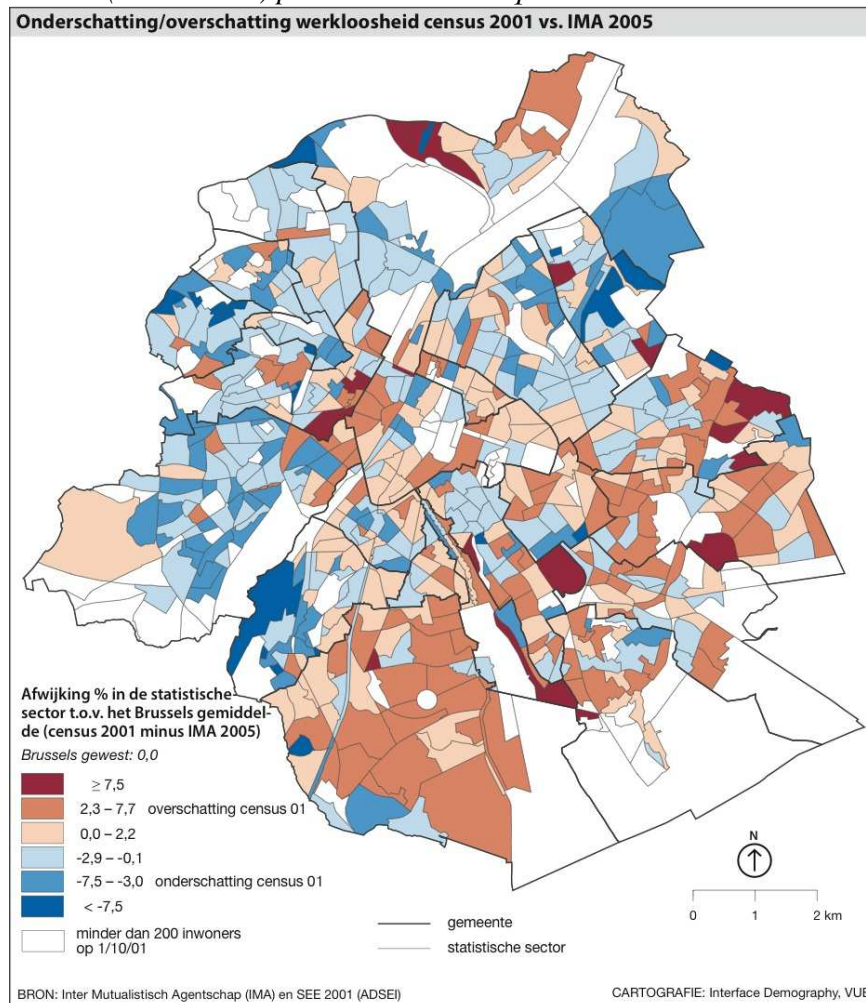 Onderschatting/overschatting werkloosheid census 2001 vs. IMA 2005
Afwijking % in de statistische
sector t.o.v. het Brussels gemiddel-
de (census 2001 minus IMA 2005)
Brussels gewest: 0,0
≥ 7,5
2,3 – 7,7 overschatting census 01
0,0 – 2,2
-2,9 – -0,1
-7,5 – -3,0 onderschatting census 01
< -7,5
minder dan 200 inwoners
op 1/10/01
gemeente
statistische sector
N
0 1 2 km
BRON: Inter Mutualistisch Agentschap (IMA) en SEE 2001 (ADSEI)
CARTOGRAFIE: Interface Demography, VUB